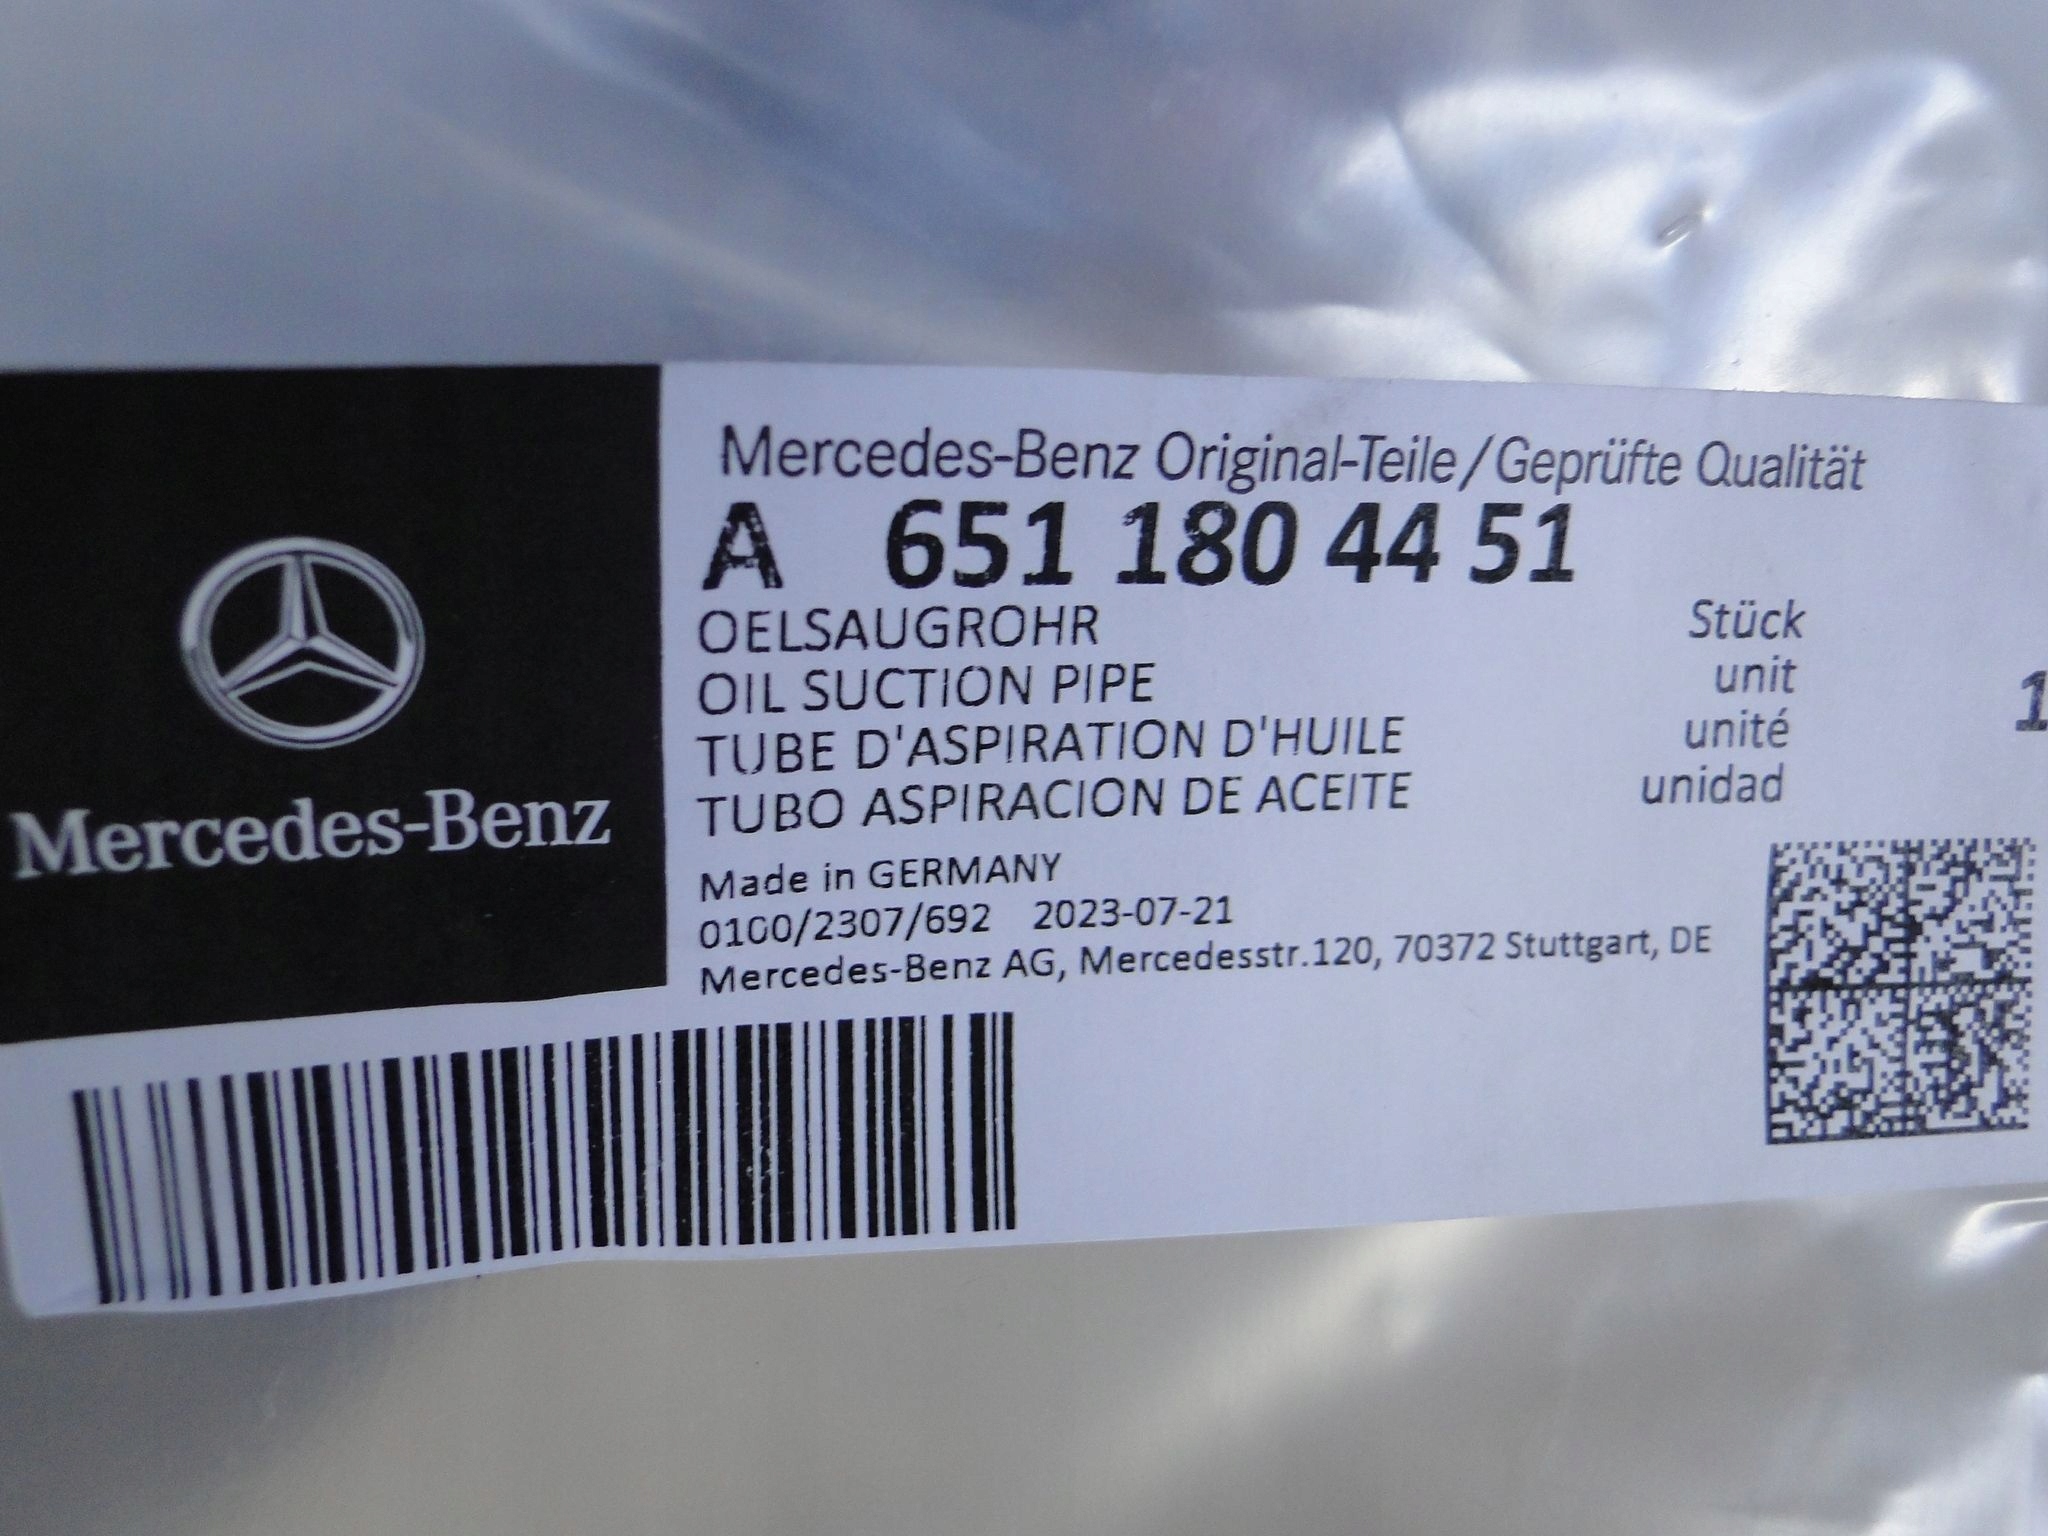 Mercedes-Benz
Mercedes-Benz Original-Teile/Geprüfte Qualität
A 651 180 44 51
OELSAUGROHR Stück
OIL SUCTION PIPE unit 1
TUBE D'ASPIRATION D'HUILE unité
TUBO ASPIRACION DE ACEITE unidad
Made in GERMANY
0100/2307/692 2023-07-21
Mercedes-Benz AG, Mercedesstr.120, 70372 Stuttgart, DE